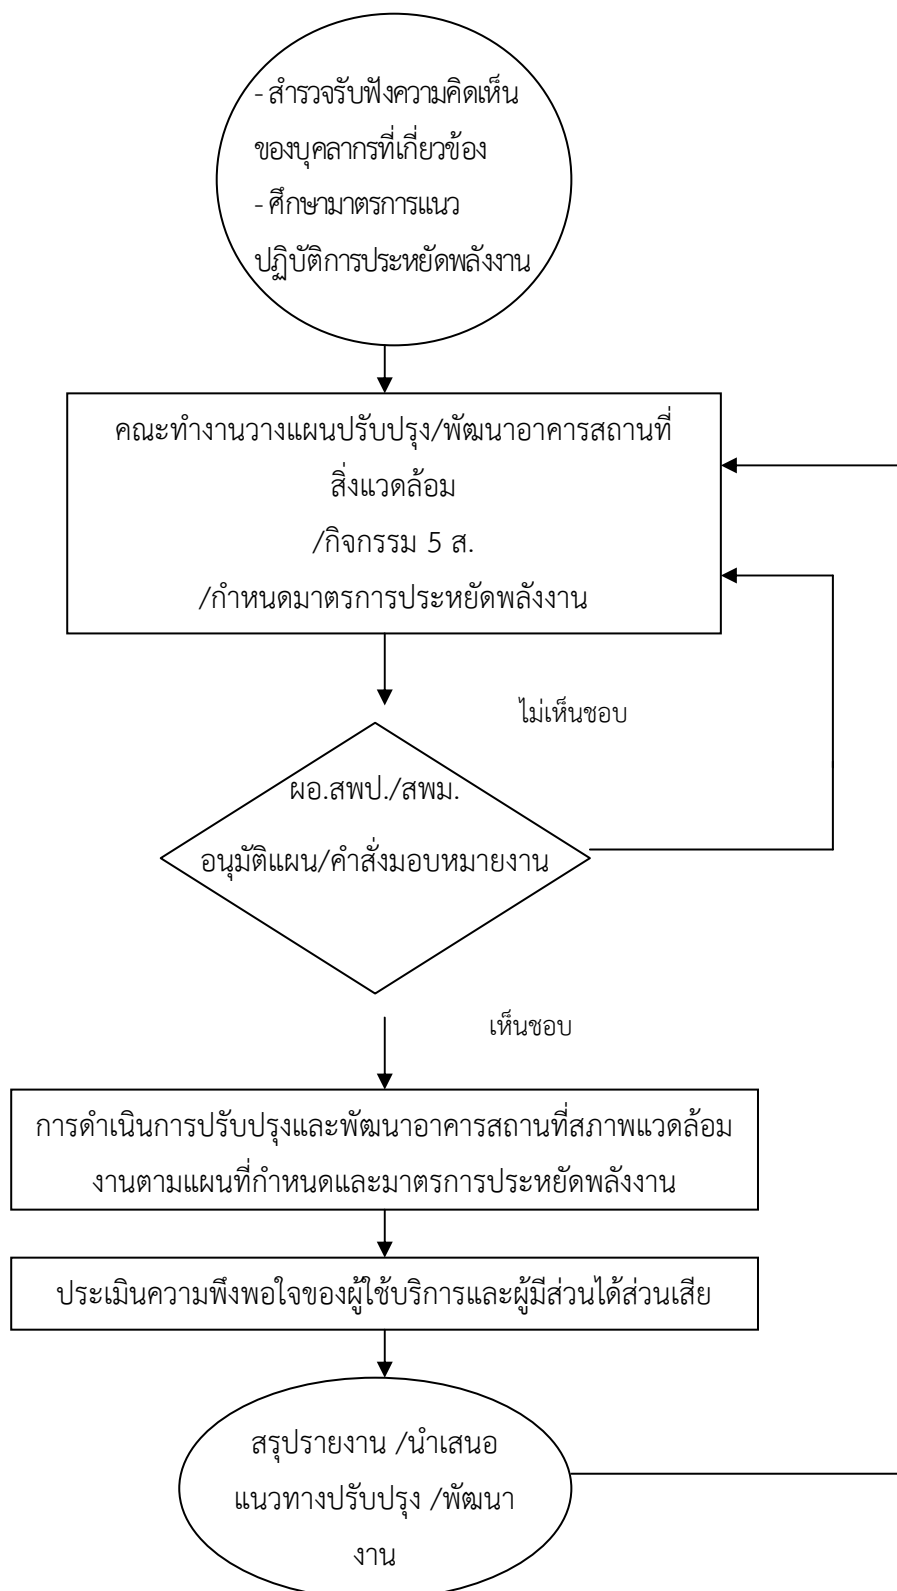 - สำรวจรับฟังความคิดเห็น
ของบุคลากรที่เกี่ยวข้อง
- ศึกษามาตรการแนว
ปฏิบัติการประหยัดพลังงาน
คณะทำงานวางแผนปรับปรุง/พัฒนาอาคารสถานที่
สิ่งแวดล้อม
/กิจกรรม 5 ส.
/กำหนดมาตรการประหยัดพลังงาน
ไม่เห็นชอบ
ผอ.สพป./สพม.
อนุมัติแผน/คำสั่งมอบหมายงาน
เห็นชอบ
การดำเนินการปรับปรุงและพัฒนาอาคารสถานที่สภาพแวดล้อม
งานตามแผนที่กำหนดและมาตรการประหยัดพลังงาน
ประเมินความพึงพอใจของผู้ใช้บริการและผู้มีส่วนได้ส่วนเสีย
สรุปรายงาน /นำเสนอ
แนวทางปรับปรุง /พัฒนา
งาน